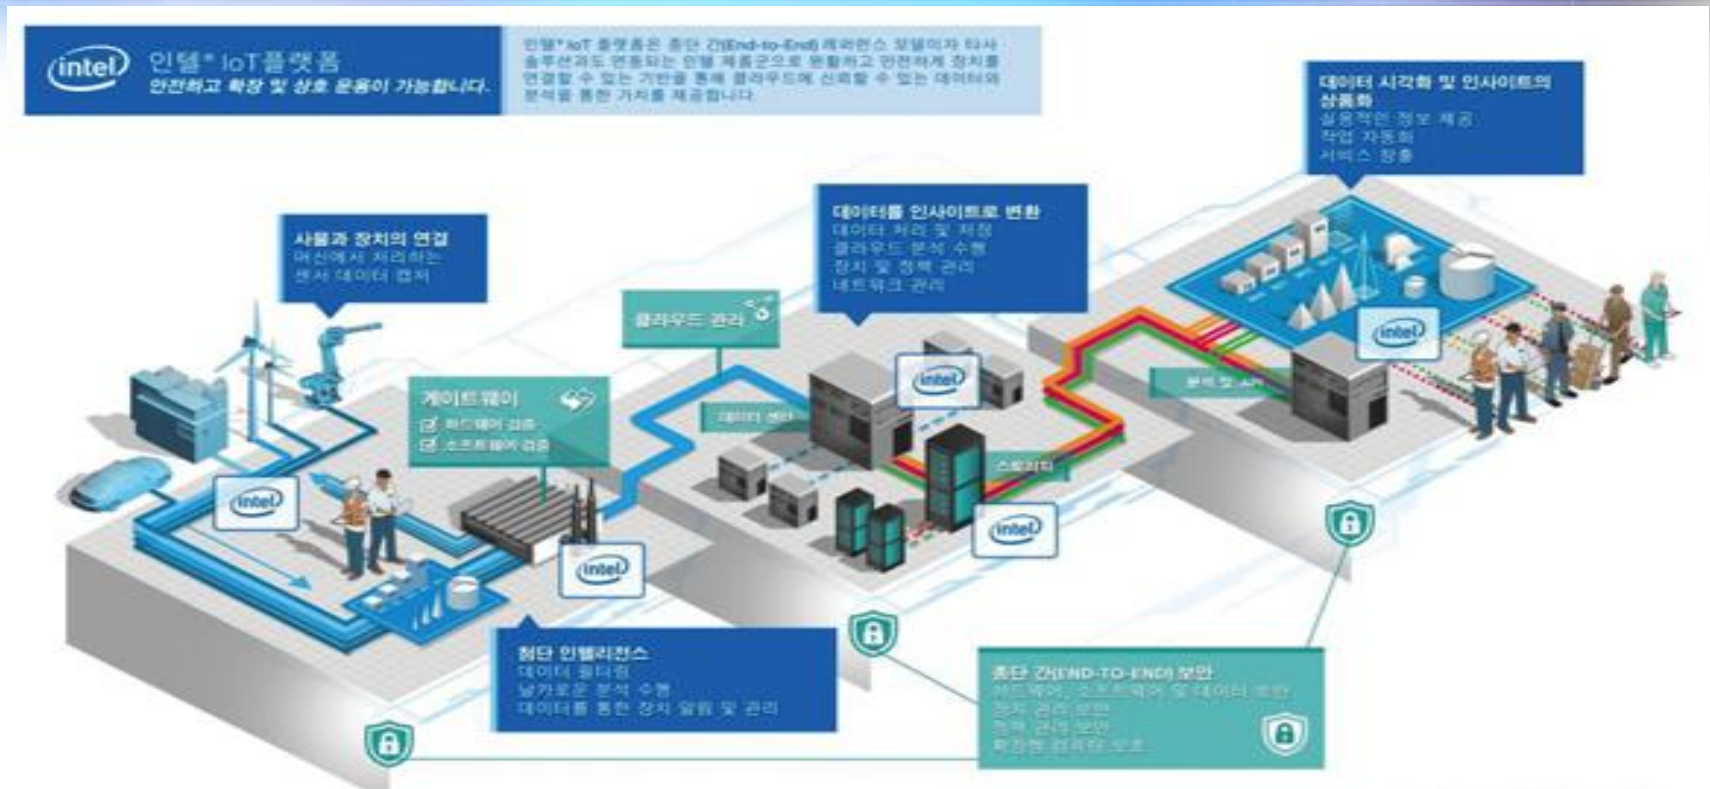 intel
인텔® IoT플랫폼
안전하고 확장 및 상호 운용이 가능합니다.
인텔® IoT 플랫폼은 종단 간(End-to-End) 레퍼런스 모델이자 타사
솔루션과도 연동되는 인텔 제품군으로 원활하고 안전하게 장치를
연결할 수 있는 기반을 통해 클라우드에 신뢰할 수 있는 데이터와
분석을 통한 가치를 제공합니다.
데이터 시각화 및 인사이트의
상품화
실용적인 정보 제공
작업 자동화
서비스 창출
데이터를 인사이트로 변환
데이터 처리 및 저장
클라우드 분석 수행
장치 및 정책 관리
네트워크 관리
사물과 장치의 연결
머신에서 처리하는
센서 데이터 캡처
클라우드 관리
게이트웨이
하드웨어 검증
소프트웨어 검증
데이터 센터
intel
intel
분석 및 API
스토리지
intel
intel
intel
첨단 인텔리전스
데이터 필터링
날카로운 분석 수행
데이터를 통한 장치 알림 및 관리
종단 간(END-TO-END) 보안
하드웨어, 소프트웨어 및 데이터 보안
장치 관리 보안
정책 관리 보안
확장형 컴퓨터 보호